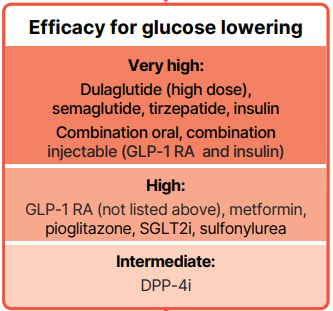 Efficacy for glucose lowering
Very high:
Dulaglutide (high dose),
semaglutide, tirzepatide, insulin
Combination oral, combination
injectable (GLP-1 RA and insulin)
High:
GLP-1 RA (not listed above), metformin,
pioglitazone, SGLT2i, sulfonylurea
Intermediate:
DPP-4i